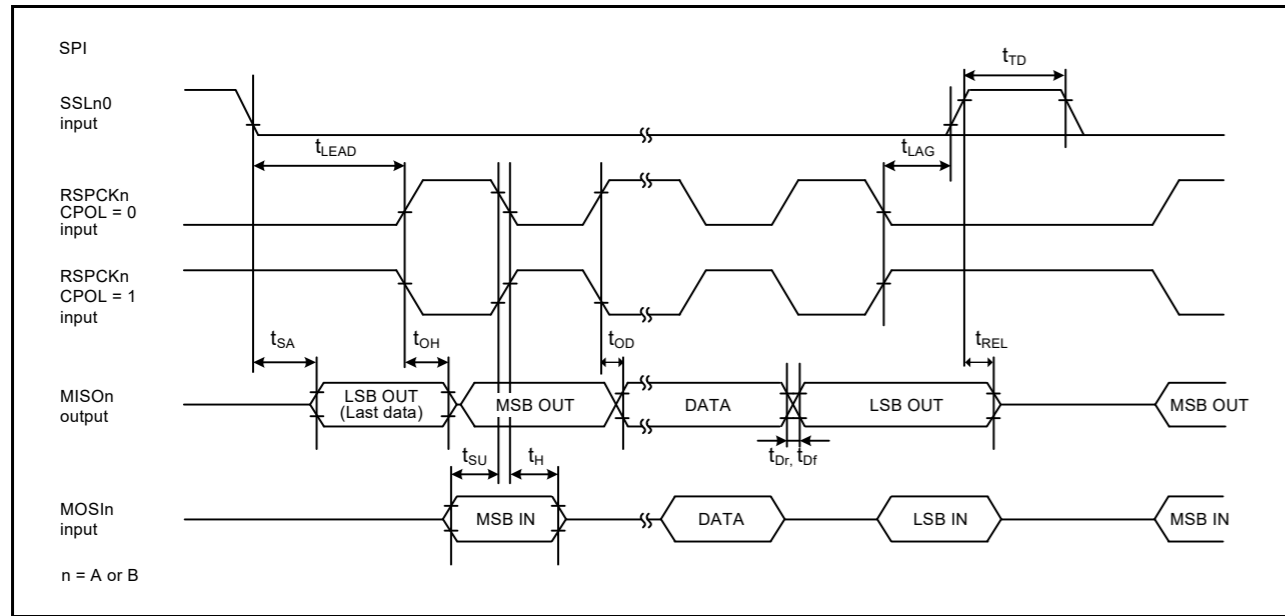 SPI
tTD
SSLn0
input
tLEAD
tLAG
RSPCKn
CPOL = 0
input
RSPCKn
CPOL = 1
input
tSA
tOH
tOD
tREL
MISOn
output
LSB OUT
(Last data)
MSB OUT
DATA
LSB OUT
MSB OUT
tSU
tH
tDr, tDf
MOSIn
input
MSB IN
DATA
LSB IN
MSB IN
n = A or B